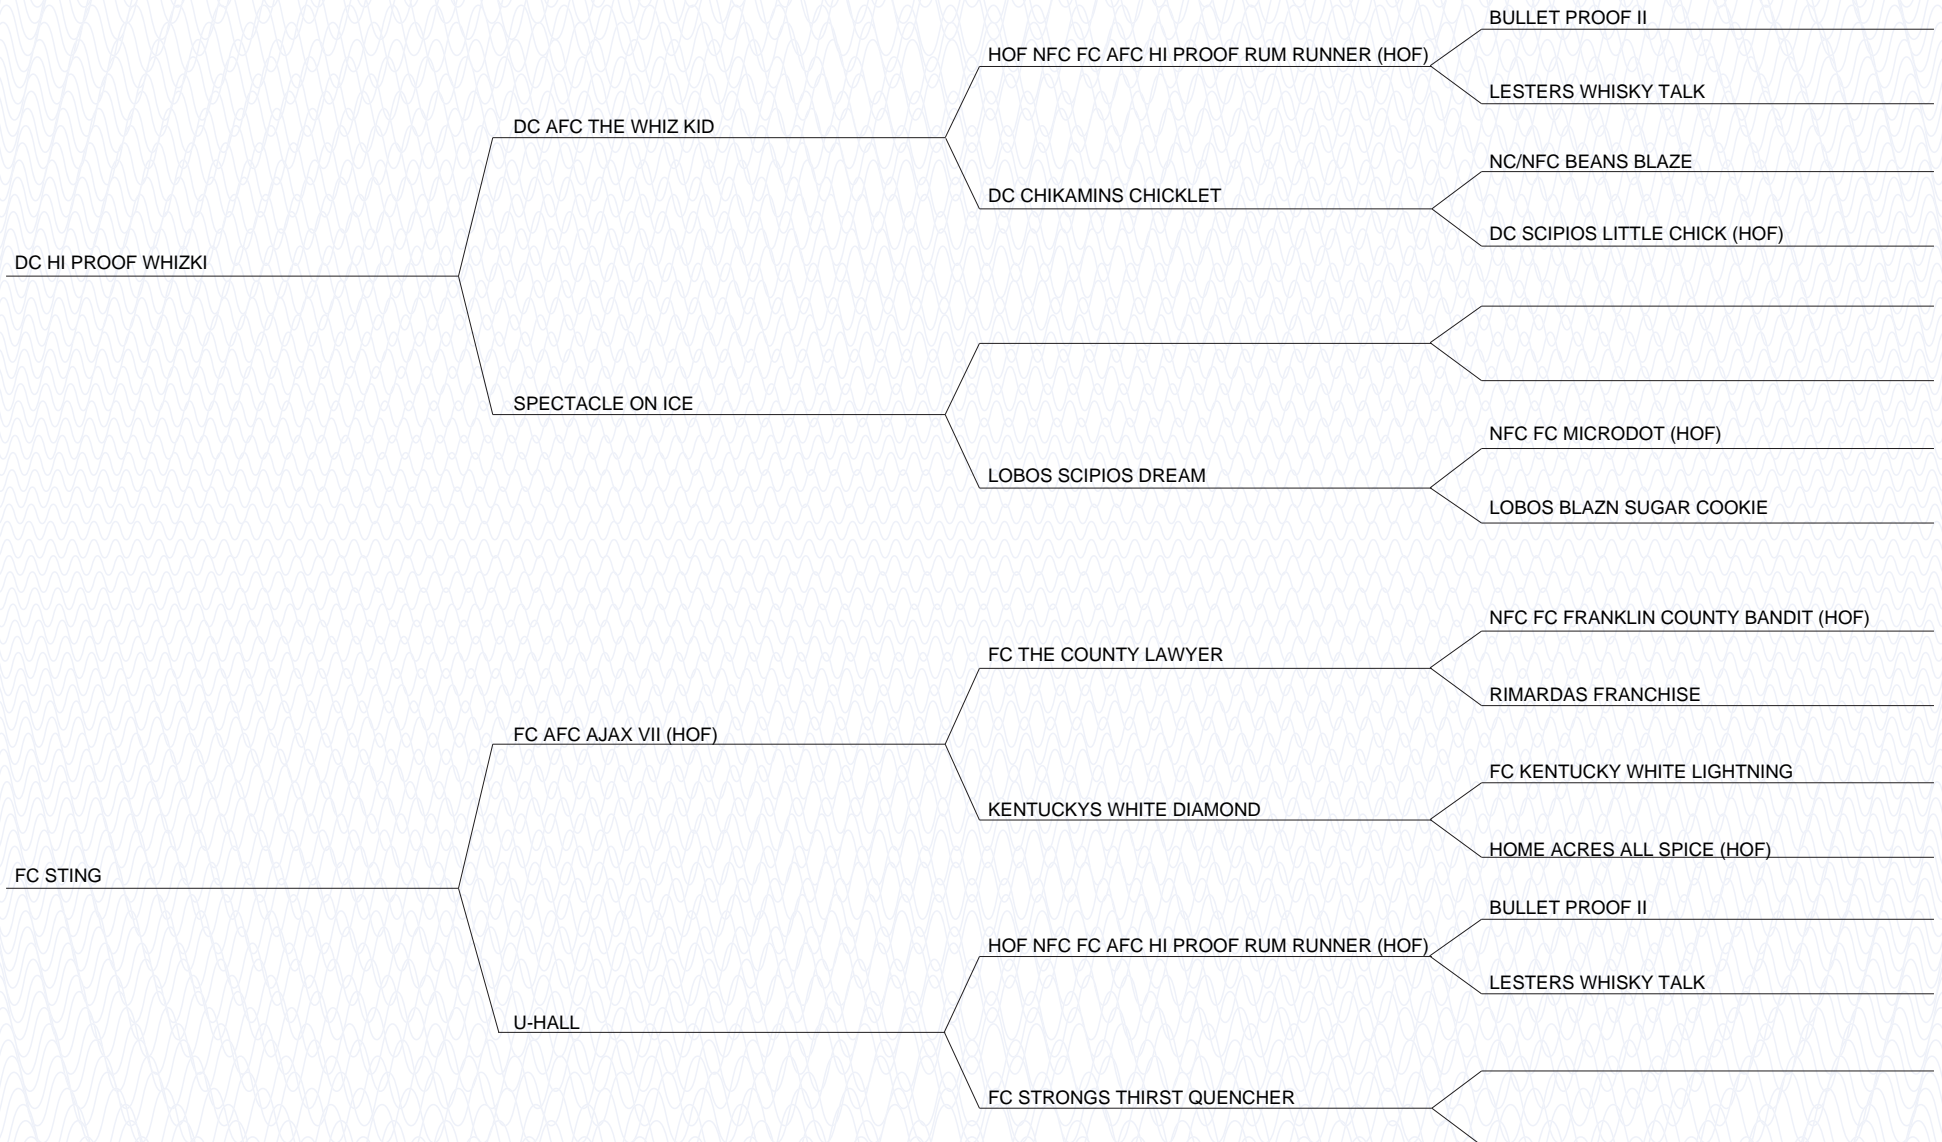 BULLET PROOF II
HOF NFC FC AFC HI PROOF RUM RUNNER (HOF)
LESTERS WHISKY TALK
DC AFC THE WHIZ KID
NC/NFC BEANS BLAZE
DC CHIKAMINS CHICKLET
DC SCIPIOS LITTLE CHICK (HOF)
DC HI PROOF WHIZKI
SPECTACLE ON ICE
NFC FC MICRODOT (HOF)
LOBOS SCIPIOS DREAM
LOBOS BLAZN SUGAR COOKIE
NFC FC FRANKLIN COUNTY BANDIT (HOF)
FC THE COUNTY LAWYER
RIMARDAS FRANCHISE
FC AFC AJAX VII (HOF)
FC KENTUCKY WHITE LIGHTNING
KENTUCKYS WHITE DIAMOND
HOME ACRES ALL SPICE (HOF)
FC STING
BULLET PROOF II
HOF NFC FC AFC HI PROOF RUM RUNNER (HOF)
LESTERS WHISKY TALK
U-HALL
FC STRONGS THIRST QUENCHER